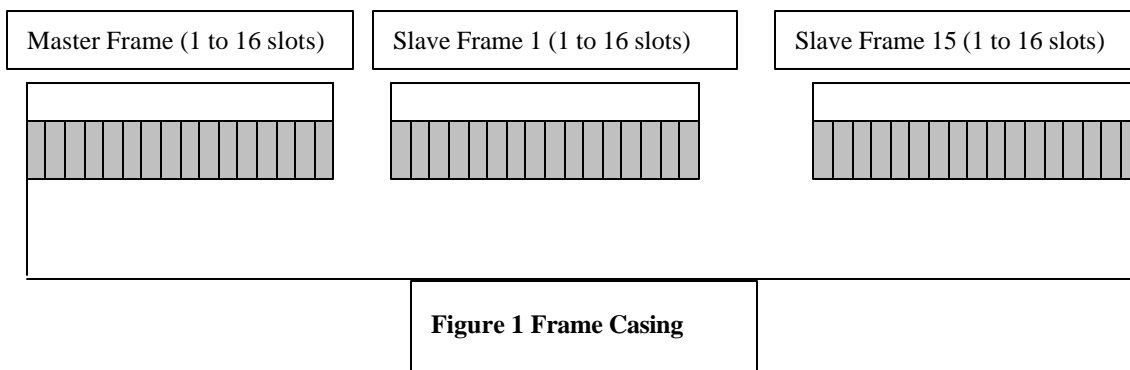 Master Frame (1 to 16 slots)
Slave Frame 1 (1 to 16 slots)
Slave Frame 15 (1 to 16 slots)
Figure 1 Frame Casing